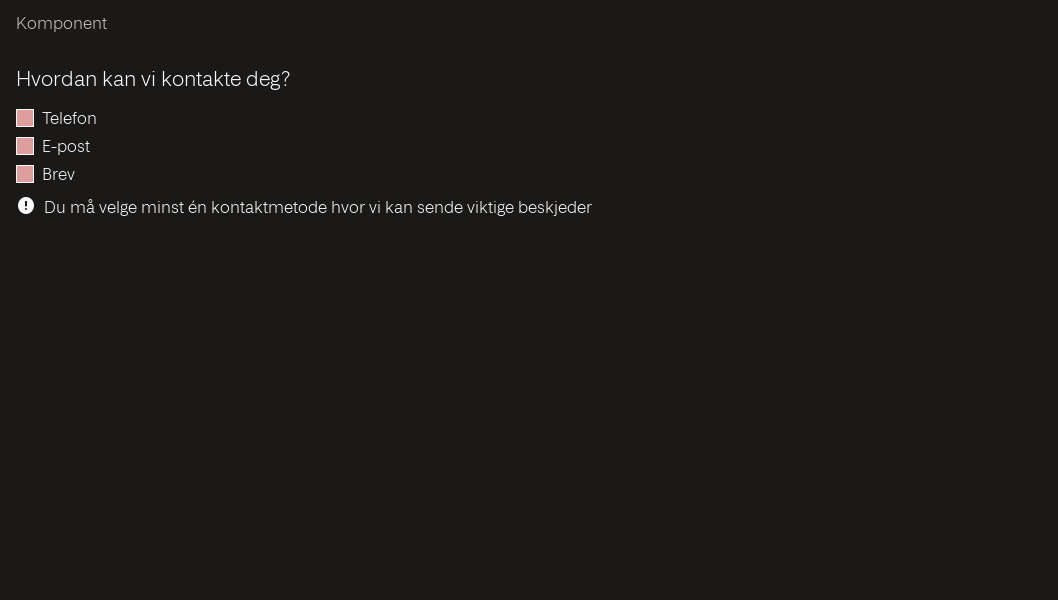 Komponent
Hvordan kan vi kontakte deg?
Telefon
E-post
Brev
Du må velge minst én kontaktmetode hvor vi kan sende viktige beskjeder